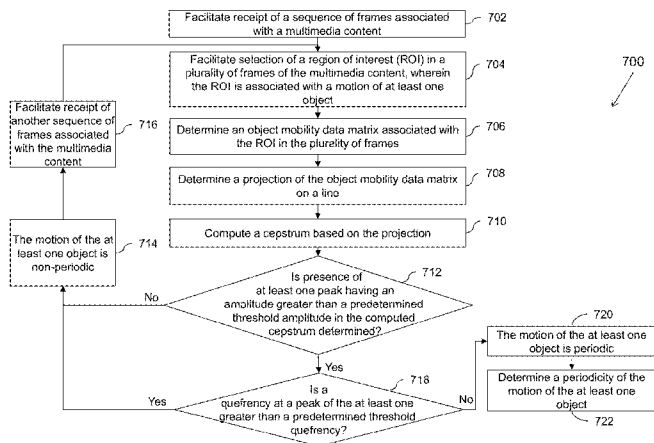 Facilitate receipt of a sequence of frames associated
with a multimedia content
702
Facilitate selection of a region of interest (ROI) in a
plurality of frames of the multimedia content, wherein
the ROI is associated with a motion of at least one
object
704
700
Facilitate receipt of
another sequence of
frames associated
with the multimedia
content
716
Determine an object mobility data matrix associated with
the ROI in the plurality of frames
706
Determine a projection of the object mobility data matrix
on a line
708
Compute a cepstrum based on the projection
710
The motion of the at
least one object is
non-periodic
714
Is presence of
at least one peak having an
amplitude greater than a predetermined
threshold amplitude in the computed
cepstrum determined?
712
No
Yes
Is a
quefrency at a peak of the at least one
greater than a predetermined threshold
quefrency?
718
Yes
No
720
The motion of the at least one
object is periodic
Determine a periodicity of the
motion of the at least one
object
722